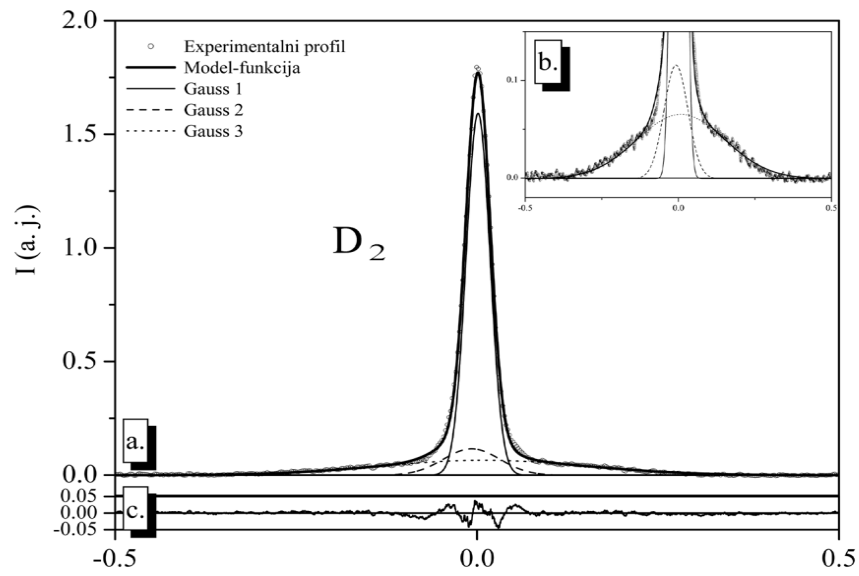 2.0
Experimentalni profil
Model-funkcija
Gauss 1
Gauss 2
Gauss 3
b.
0.1
0.0
-0.5
0.0
0.5
1.5
I (a. j.)
D 2
1.0
0.5
a.
0.0
c.
0.05
0.00
-0.05
-0.5
0.0
0.5